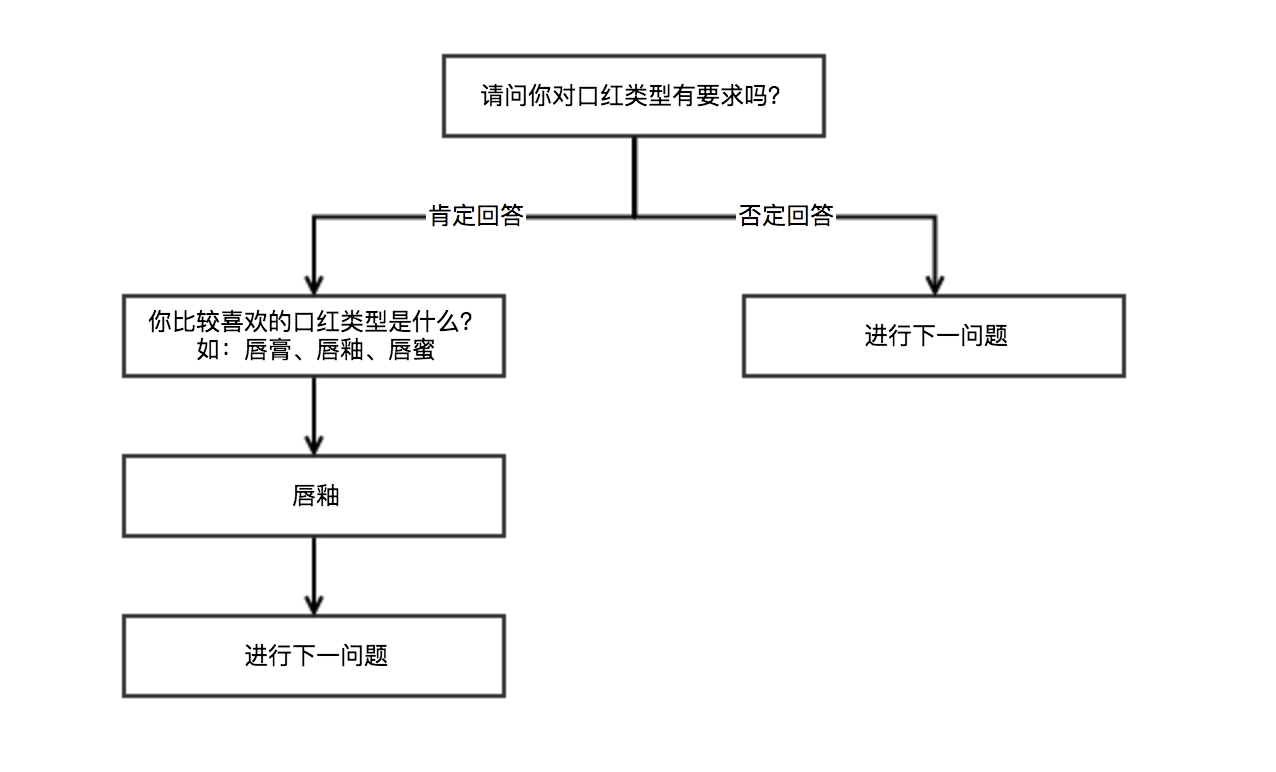 请问你对口红类型有要求吗？
肯定回答
否定回答
你比较喜欢的口红类型是什么？
如：唇膏、唇釉、唇蜜
进行下一问题
唇釉
进行下一问题